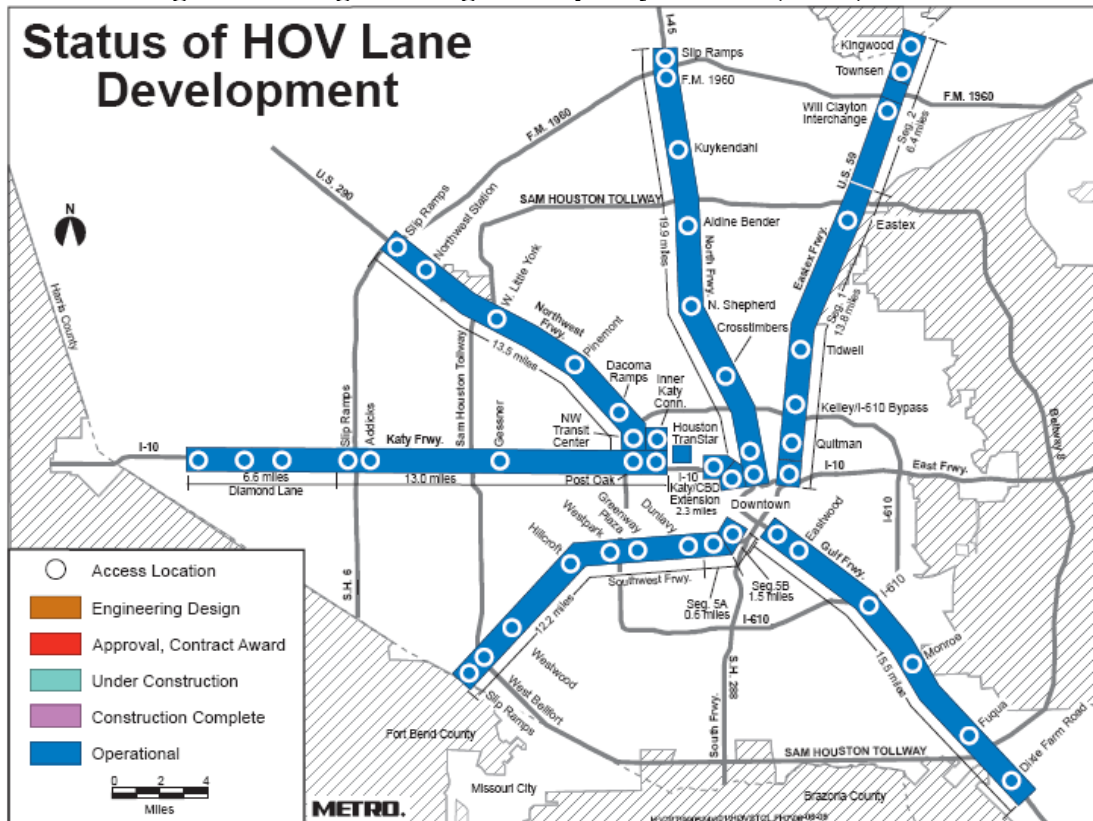 Status of HOV Lane
Development
I-45
Slip Ramps
F.M. 1960
Kingwood
Townsen
Will Clayton
Interchange
F.M. 1960
Seg. 2
6.4 miles
F.M. 1960
Kuykendahl
U.S. 59
U.S. 290
Slip Ramps
Northwest Station
SAM HOUSTON TOLLWAY
Aldine Bender
Eastex
N
19.9 miles
North Frwy.
Eastex Frwy.
Harris County
W. Little York
Northwest
Frwy.
N. Shepherd
Seg. 1
13.8 miles
13.5 miles
Pinemont
Crosstimbers
Tidwell
Sam Houston Tollway
Dacoma
Ramps
Inner
Katy
Conn.
Kelley/I-610 Bypass
Beltway 8
Slip Ramps
Addicks
Katy Frwy.
Gessner
NW
Transit
Center
Houston
TranStar
Quitman
I-10
I-10
I-10
East Frwy.
6.6 miles
13.0 miles
Diamond Lane
Post Oak
Katy/CBD
Extension
2.3 miles
Downtown
I-610
Hillcroft
Westpark
Greenway
Plaza
Dunlavy
Eastwood
Gulf Frwy.
Access Location
S.H. 6
Southwest Frwy.
Seg. 5A
0.6 miles
Seg. 5B
1.5 miles
I-610
I-610
Engineering Design
12.2 miles
Approval, Contract Award
Westwood
S.H. 288
15.5 miles
Monroe
Under Construction
West Bellfort
Slip Ramps
Construction Complete
Fort Bend County
South Frwy.
Fuqua
Operational
SAM HOUSTON TOLLWAY
Dixie Farm Road
0 2 4
Miles
Missouri City
Brazoria County
METRO.